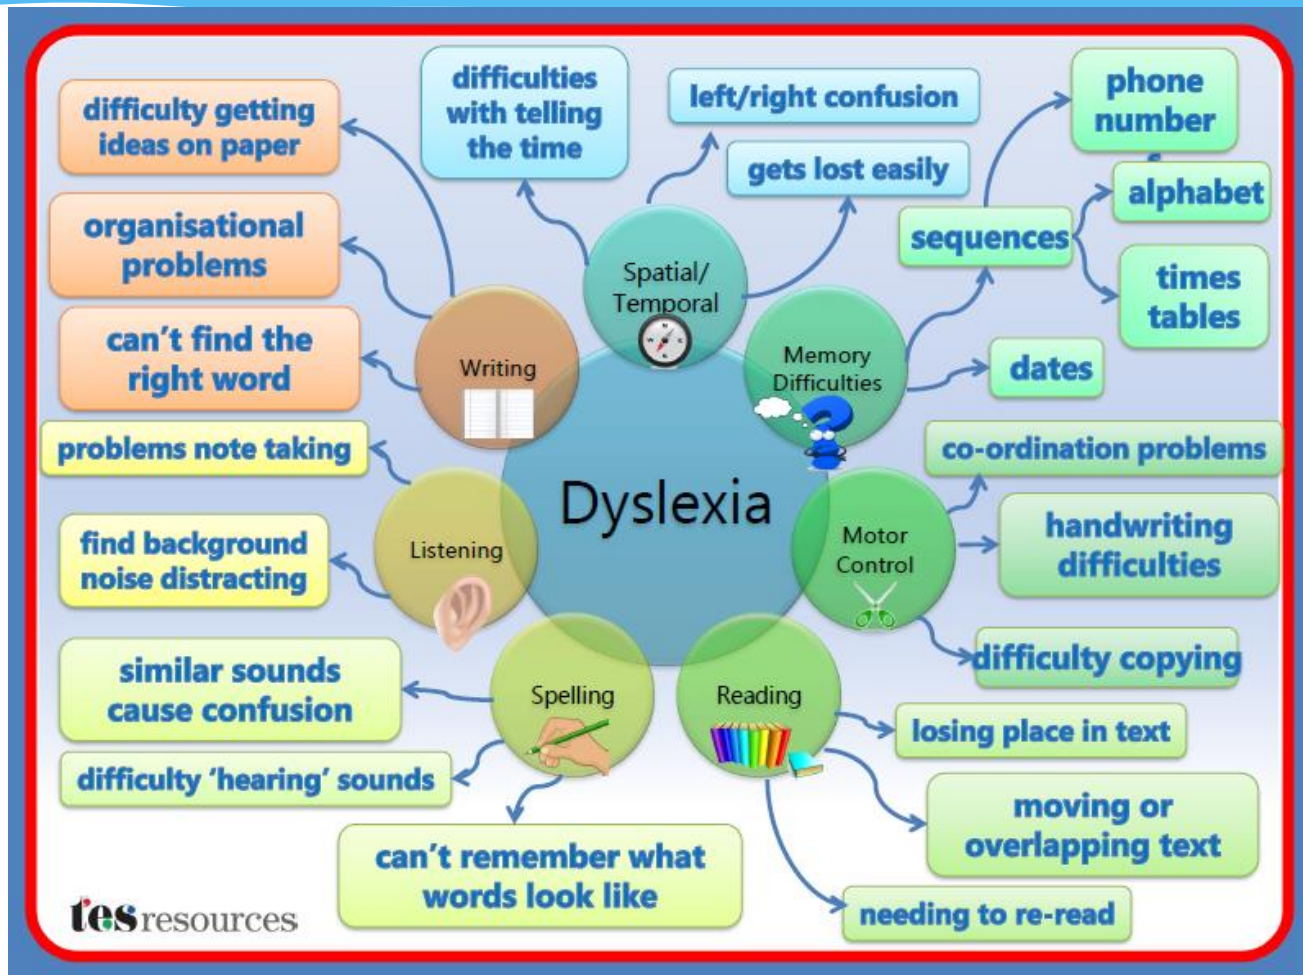 difficulty getting
ideas on paper
organisational
problems
can't find the
right word
problems note taking
find background
noise distracting
similar sounds
cause confusion
difficulty 'hearing' sounds
can't remember what
words look like
difficulties
with telling
the time
left/right confusion
gets lost easily
phone
number
sequences
alphabet
times
tables
dates
co-ordination problems
handwriting
difficulties
difficulty copying
losing place in text
moving or
overlapping text
needing to re-read
Spatial/
Temporal
Writing
Memory
Difficulties
Listening
Dyslexia
Motor
Control
Spelling
Reading
tes resources